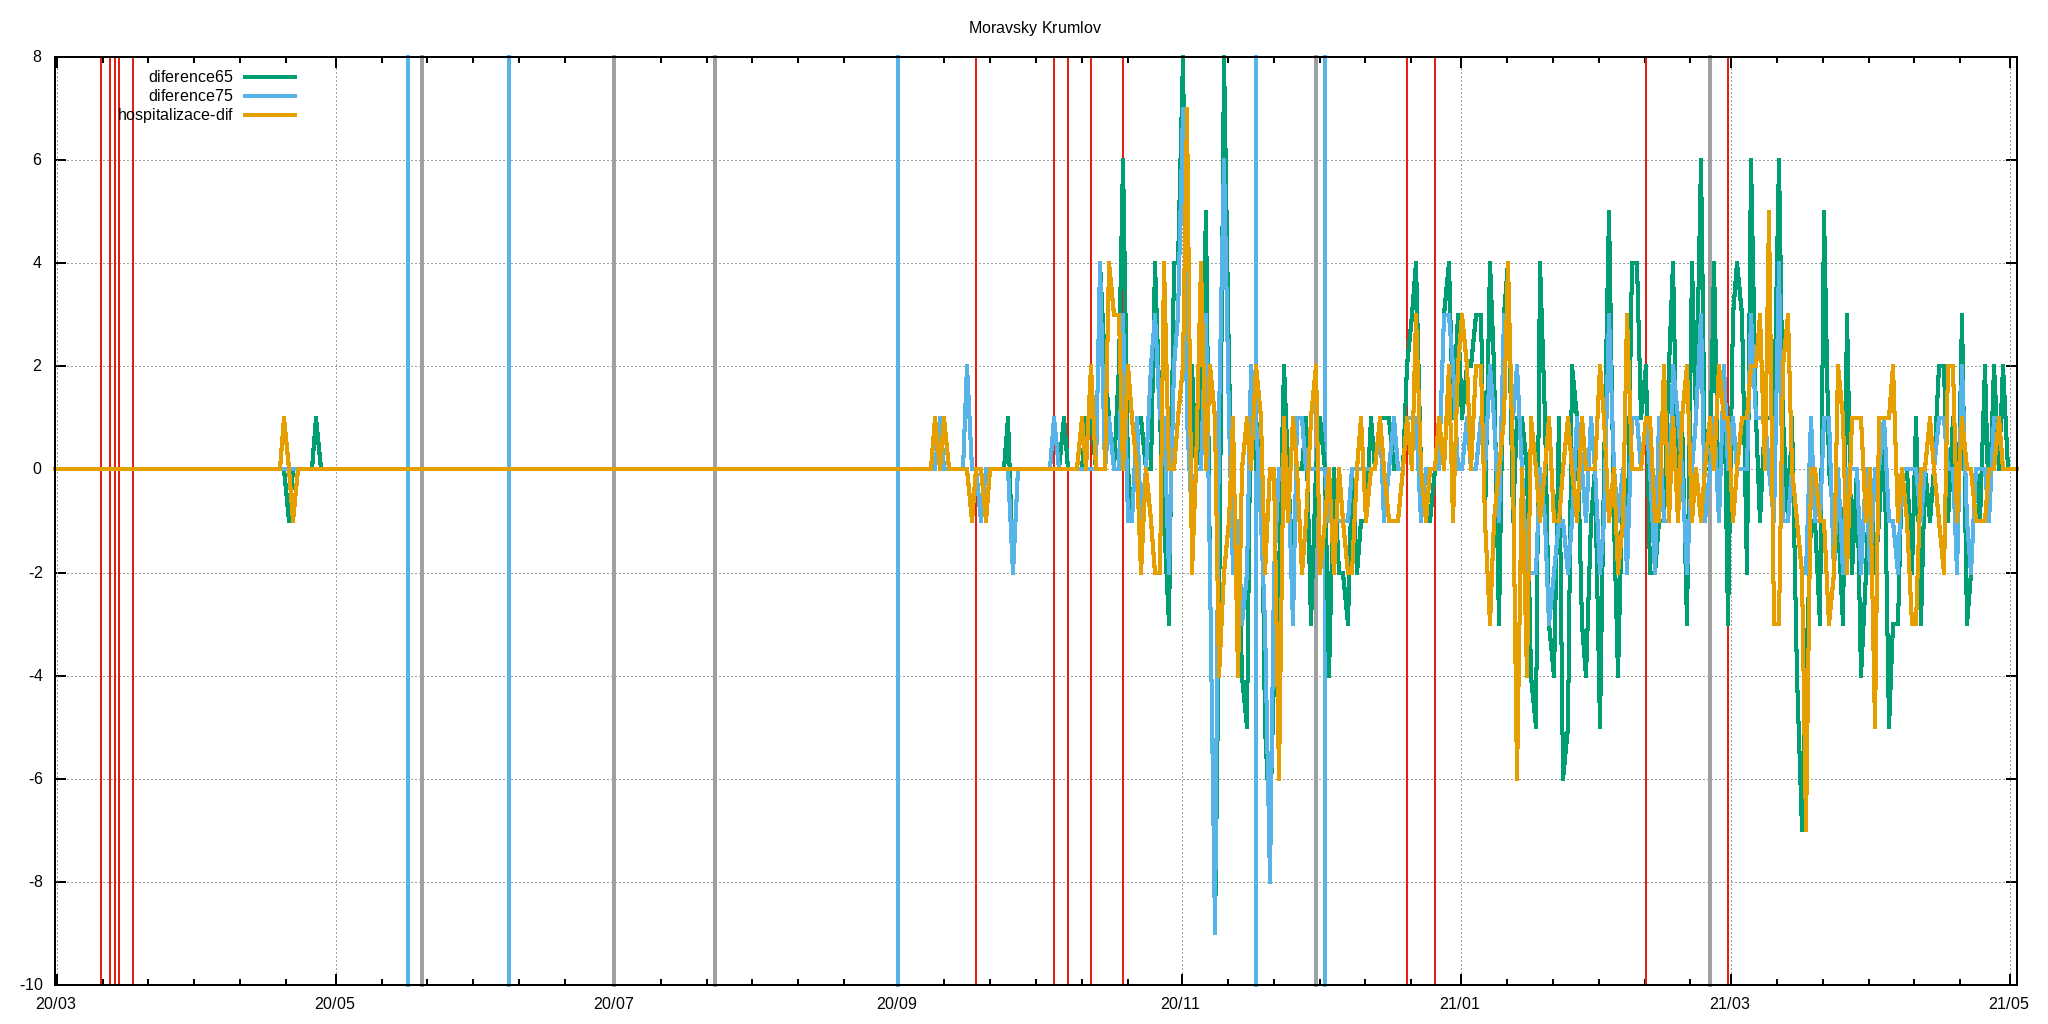 Moravsky Krumlov
8
diference65
diference75
hospitalizace-dif
6
4
2
0
-2
-4
-6
-8
-10
20/03 20/05 20/07 20/09 20/11 21/01 21/03 21/05